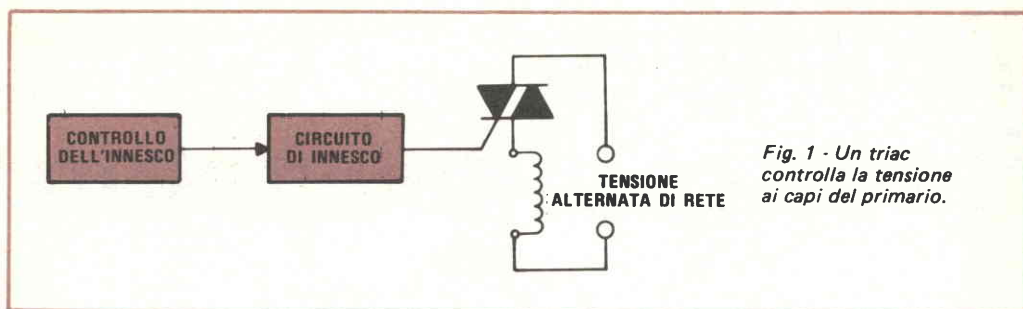 CONTROLLO
DELL'INNESCO
CIRCUITO
DI INNESCO
TENSIONE
ALTERNATA DI RETE
Fig. 1 - Un triac
controlla la tensione
ai capi del primario.